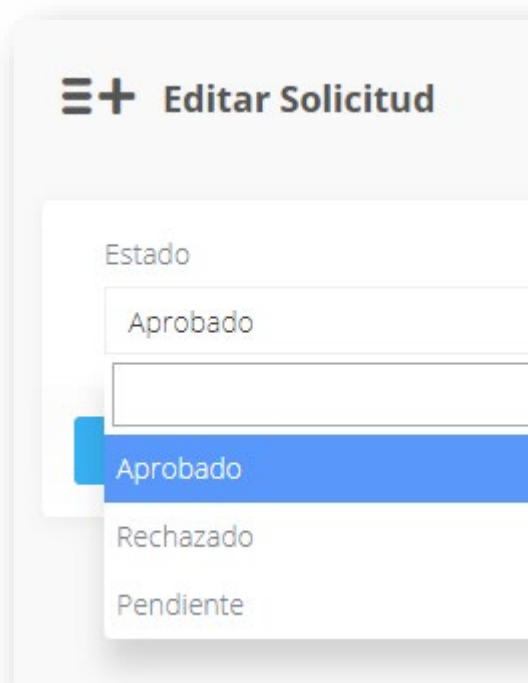 Editar Solicitud
Estado
Aprobado
Aprobado
Rechazado
Pendiente